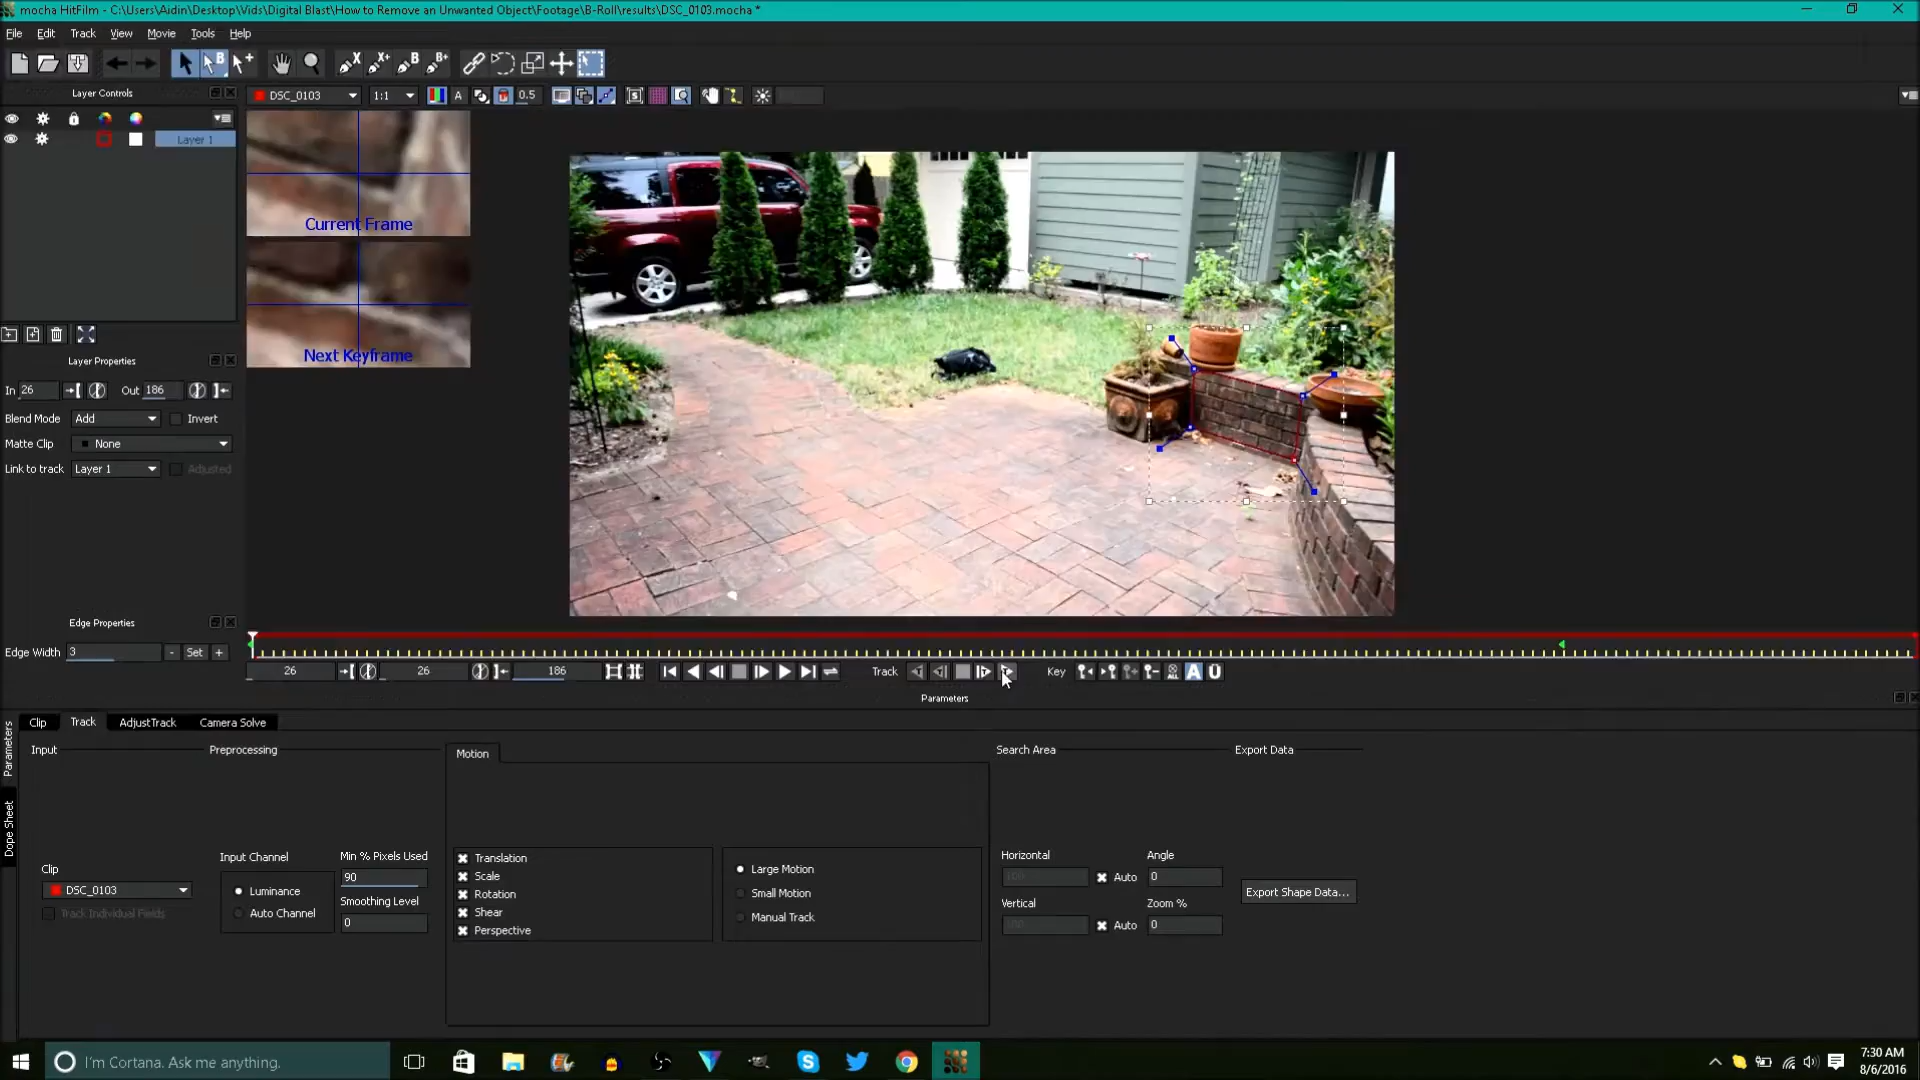 mocha HitFilm - C:\Users\Aidin\Desktop\Vids\Digital Blast\How to Remove an Unwanted Object\Footage\B-Roll\results\DSC_0103.mocha *
File Edit Track View Movie Tools Help
Layer Controls
DSC_0103 1:1 A 0.5
Layer 1
Current Frame
Next Keyframe
Layer Properties
In 26 Out 186
Blend Mode Add Invert
Matte Clip None
Link to track Layer 1 Adjusted
Edge Properties
Edge Width 3 - Set +
26 26 186 Track Key A
Parameters
Parameters
Dope Sheet
Clip Track AdjustTrack Camera Solve
Input Preprocessing Motion Search Area Export Data
Clip
DSC_0103
Track Individual Fields
Input Channel
Luminance
Auto Channel
Min % Pixels Used
90
Smoothing Level
0
Translation
Scale
Rotation
Shear
Perspective
Large Motion
Small Motion
Manual Track
Horizontal Angle
100 Auto 0
Vertical Zoom %
100 Auto 0
Export Shape Data...
I'm Cortana. Ask me anything.
7:30 AM
8/6/2016